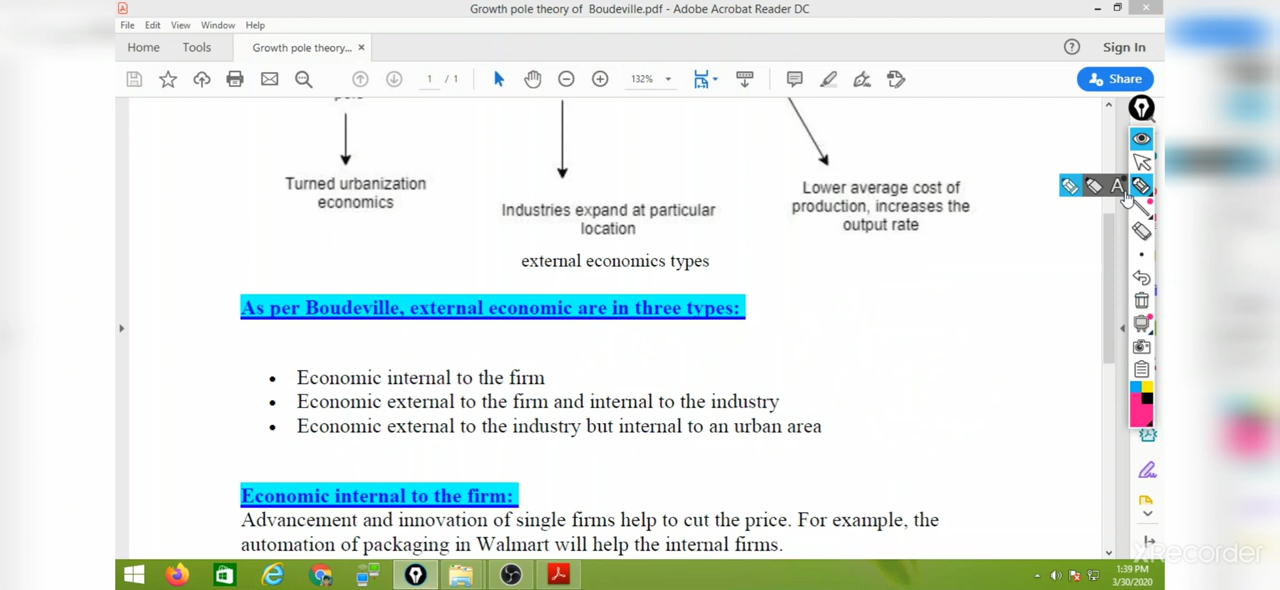 Growth pole theory of Boudeville.pdf - Adobe Acrobat Reader DC
File Edit View Window Help
Home Tools Growth pole theory... × Sign In
1 / 1 132% Share
pole
Turned urbanization
economics
Industries expand at particular
location
Lower average cost of
production, increases the
output rate
A
external economics types
As per Boudeville, external economic are in three types:
• Economic internal to the firm
• Economic external to the firm and internal to the industry
• Economic external to the industry but internal to an urban area
Economic internal to the firm:
Advancement and innovation of single firms help to cut the price. For example, the
automation of packaging in Walmart will help the internal firms.
XRecorder
1:39 PM
3/30/2020